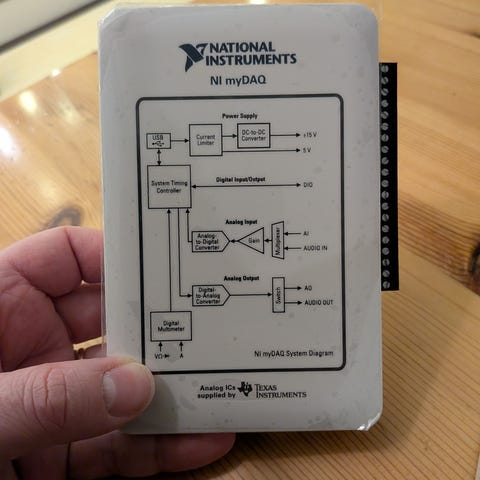 NATIONAL
INSTRUMENTS
NI myDAQ
Power Supply
USB
Current
Limiter
DC-to-DC
Converter
±15 V
5 V
System Timing
Controller
Digital Input/Output
DIO
Analog Input
Analog-
to-Digital
Converter
Gain
Multiplexer
AI
AUDIO IN
Analog Output
Digital-
to-Analog
Converter
Switch
AO
AUDIO OUT
Digital
Multimeter
VΩ
A
NI myDAQ System Diagram
Analog ICs
supplied by
TEXAS
INSTRUMENTS